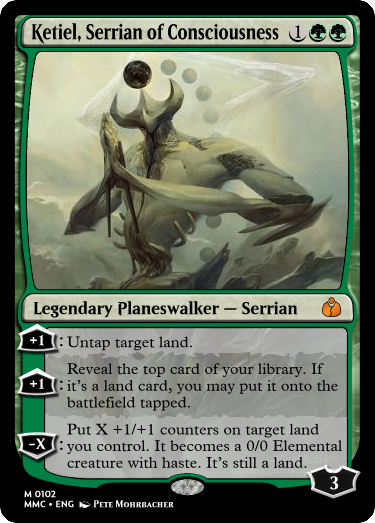 Ketiel, Serrian of Consciousness 1
Legendary Planeswalker — Serrian
+1 : Untap target land.
+1 : Reveal the top card of your library. If
it's a land card, you may put it onto the
battlefield tapped.
-X : Put X +1/+1 counters on target land
you control. It becomes a 0/0 Elemental
creature with haste. It's still a land.
3
M 0102
MMC • ENG Pete Mohrbacher